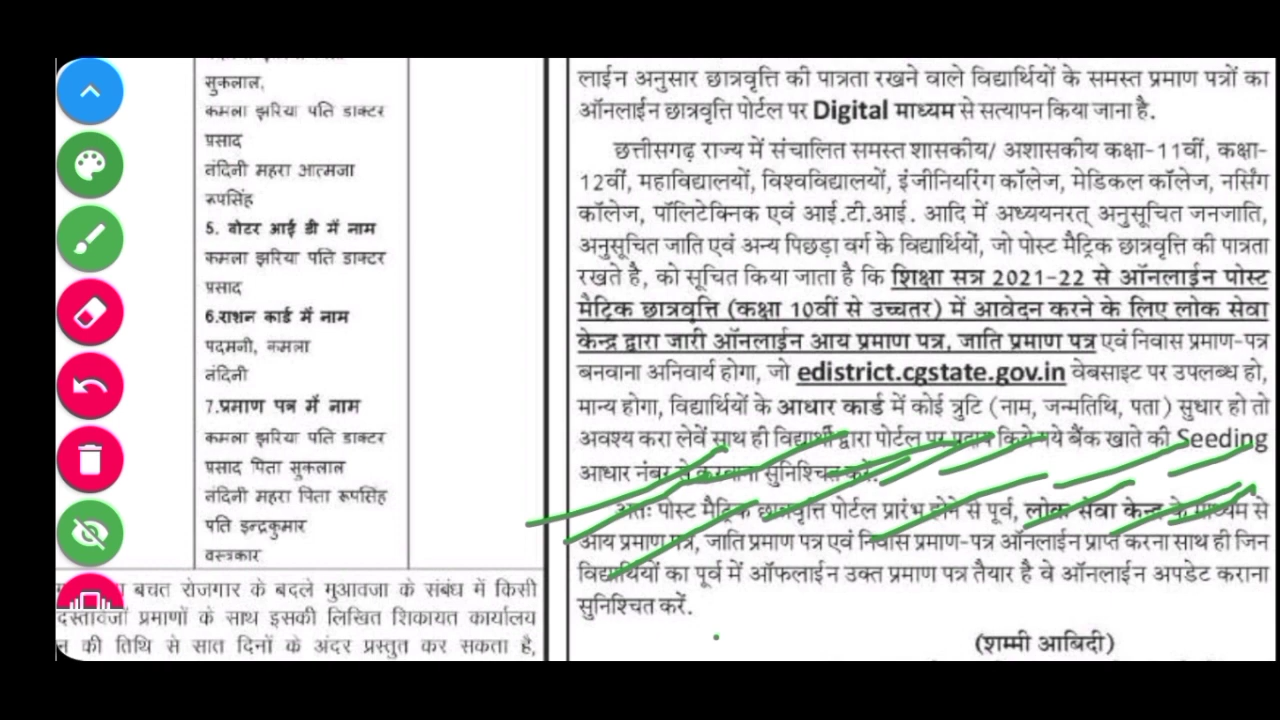 सुकलाल,
कमला झरिया पति डाक्टर
प्रसाद
नंदिनी महरा आत्मजा
रूपसिंह
5. वोटर आई डी में नाम
कमला झरिया पति डाक्टर
प्रसाद
6.राशन कार्ड में नाम
पदमनी, नमला
नंदिनी
7.प्रमाण पत्र में नाम
कमला झरिया पति डाक्टर
प्रसाद पिता सुकलाल
नंदिनी महरा पिता रूपसिंह
पति इन्द्रकुमार
वस्त्रकार
बचत रोजगार के बदले मुआवजा के संबंध में किसी
दस्तावेजों प्रमाणों के साथ इसकी लिखित शिकायत कार्यालय
न की तिथि से सात दिनों के अंदर प्रस्तुत कर सकता है,
लाईन अनुसार छात्रवृत्ति की पात्रता रखने वाले विद्यार्थियों के समस्त प्रमाण पत्रों का
ऑनलाईन छात्रवृत्ति पोर्टल पर Digital माध्यम से सत्यापन किया जाना है.
छत्तीसगढ़ राज्य में संचालित समस्त शासकीय/ अशासकीय कक्षा-11वीं, कक्षा-
12वीं, महाविद्यालयों, विश्वविद्यालयों, इंजीनियरिंग कॉलेज, मेडिकल कॉलेज, नर्सिंग
कॉलेज, पॉलिटेक्निक एवं आई.टी.आई. आदि में अध्ययनरत् अनुसूचित जनजाति,
अनुसूचित जाति एवं अन्य पिछड़ा वर्ग के विद्यार्थियों, जो पोस्ट मैट्रिक छात्रवृत्ति की पात्रता
रखते है, को सूचित किया जाता है कि शिक्षा सत्र 2021-22 से ऑनलाईन पोस्ट
मैट्रिक छात्रवृत्ति (कक्षा 10वीं से उच्चतर) में आवेदन करने के लिए लोक सेवा
केन्द्र द्वारा जारी ऑनलाईन आय प्रमाण पत्र, जाति प्रमाण पत्र एवं निवास प्रमाण-पत्र
बनवाना अनिवार्य होगा, जो edistrict.cgstate.gov.in वेबसाइट पर उपलब्ध हो,
मान्य होगा, विद्यार्थियों के आधार कार्ड में कोई त्रुटि (नाम, जन्मतिथि, पता) सुधार हो तो
अवश्य करा लेवें साथ ही विद्यार्थी द्वारा पोर्टल पर प्रदान किये गये बैंक खाते की Seeding
आधार नंबर से करवाना सुनिश्चित करें.
अतः पोस्ट मैट्रिक छात्रवृत्ति पोर्टल प्रारंभ होने से पूर्व, लोक सेवा केन्द्र के माध्यम से
आय प्रमाण पत्र, जाति प्रमाण पत्र एवं निवास प्रमाण-पत्र ऑनलाईन प्राप्त करना साथ ही जिन
विद्यार्थियों का पूर्व में ऑफलाईन उक्त प्रमाण पत्र तैयार है वे ऑनलाईन अपडेट कराना
सुनिश्चित करें.
(शम्मी आबिदी)